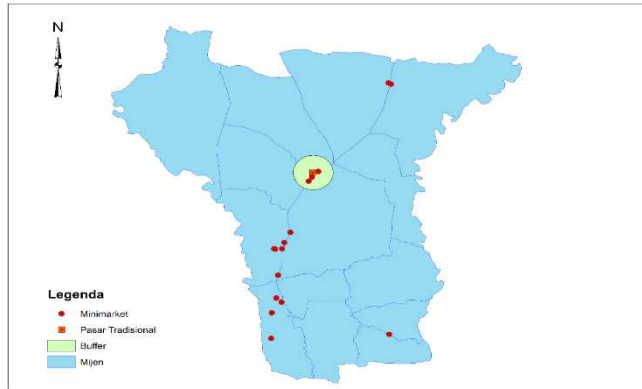 N
Legenda
Minimarket
Pasar Tradisional
Buffer
Mijen